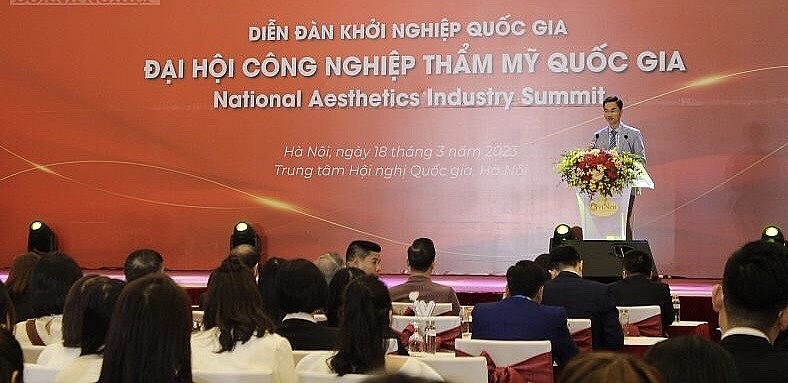 DIỄN ĐÀN KHỞI NGHIỆP QUỐC GIA
ĐẠI HỘI CÔNG NGHIỆP THẨM MỸ QUỐC GIA
National Aesthetics Industry Summit
Hà Nội, ngày 18 tháng 3 năm 2023
Trung tâm Hội nghị Quốc gia, Hà Nội